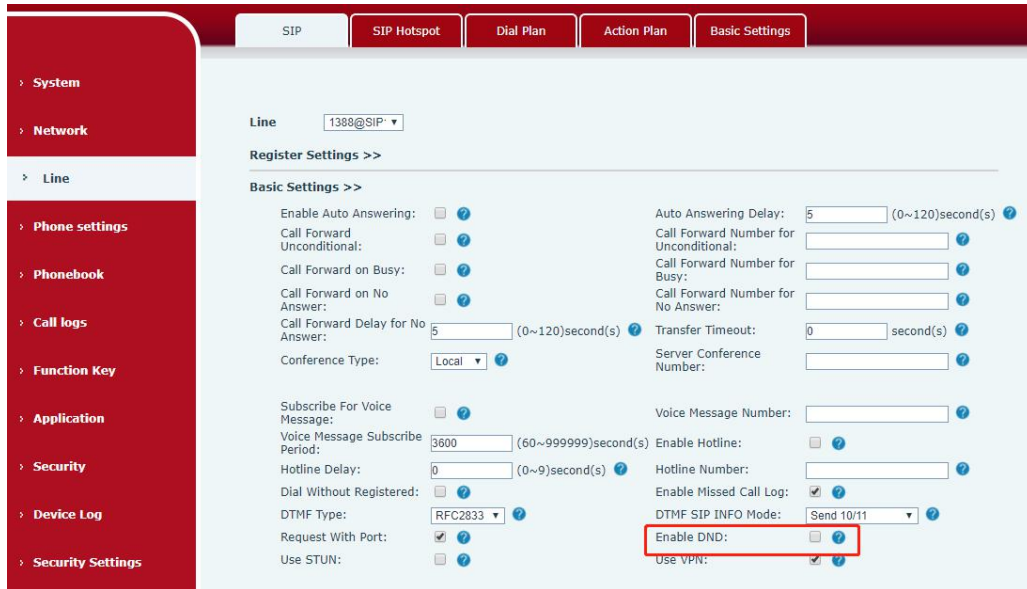 SIP
SIP Hotspot
Dial Plan
Action Plan
Basic Settings
› System
› Network
› Line
› Phone settings
› Phonebook
› Call logs
› Function Key
› Application
› Security
› Device Log
› Security Settings
Line 1388@SIP
Register Settings >>
Basic Settings >>
Enable Auto Answering: ?
Auto Answering Delay: 5 (0~120)second(s) ?
Call Forward
Unconditional: ?
Call Forward Number for
Unconditional: ?
Call Forward on Busy: ?
Call Forward Number for
Busy: ?
Call Forward on No
Answer: ?
Call Forward Number for
No Answer: ?
Call Forward Delay for No
Answer: 5 (0~120)second(s) ?
Transfer Timeout: 0 second(s) ?
Conference Type: Local ?
Server Conference
Number: ?
Subscribe For Voice
Message: ?
Voice Message Number: ?
Voice Message Subscribe
Period: 3600 (60~999999)second(s)
Enable Hotline: ?
Hotline Delay: 0 (0~9)second(s) ?
Hotline Number: ?
Dial Without Registered: ?
Enable Missed Call Log: ?
DTMF Type: RFC2833 ?
DTMF SIP INFO Mode: Send 10/11 ?
Request With Port: ?
Enable DND: ?
Use STUN: ?
Use VPN: ?